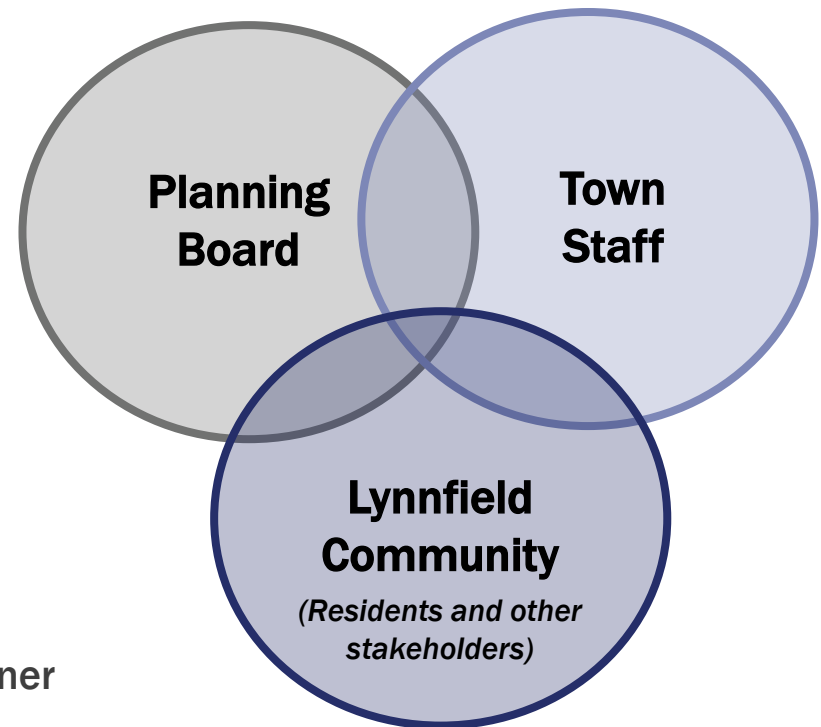 Planning
Board
Town
Staff
Lynnfield
Community
(Residents and other
stakeholders)
ner